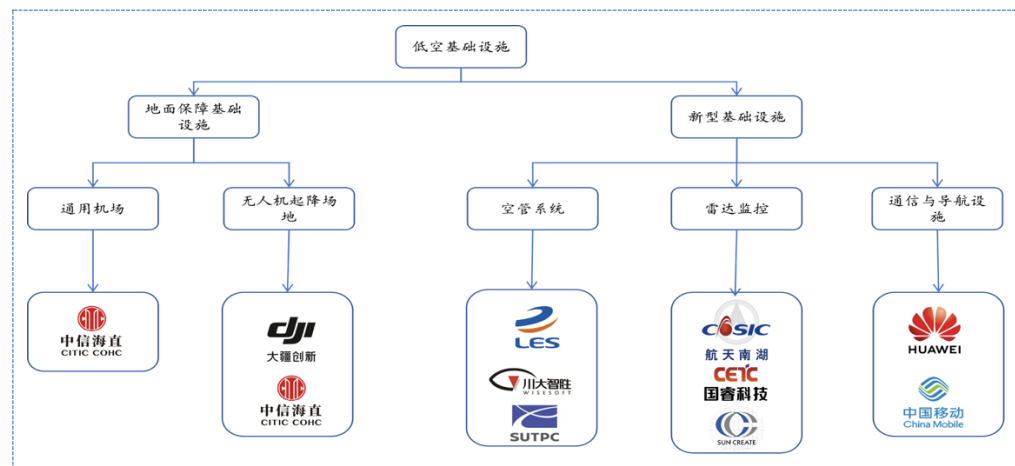 低空基础设施
地面保障基础
设施
新型基础设施
通用机场
无人机起降场
地
空管系统
雷达监控
通信与导航设
施
中信海直
CITIC COHC
dji
大疆创新
中信海直
CITIC COHC
LES
川大智胜
WISESOFT
SUTPC
CASIC
航天南湖
CETC
国睿科技
SUN CREATE
HUAWEI
中国移动
China Mobile